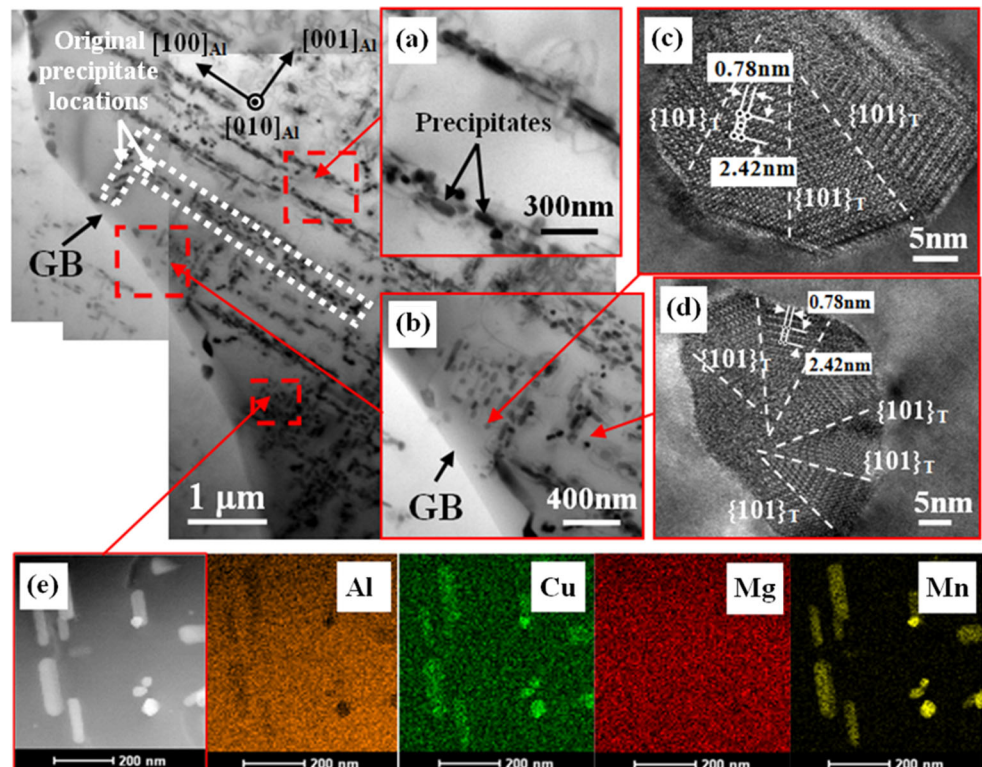 Original
precipitate
locations
[100]Al
[001]Al
[010]Al
GB
1 μm
(a)
Precipitates
300nm
(b)
GB
400nm
(c)
0.78nm
{101}T
{101}T
2.42nm
{101}T
5nm
(d)
0.78nm
{101}T
2.42nm
{101}T
{101}T
{101}T
5nm
(e)
Al
Cu
Mg
Mn
200 nm
200 nm
200 nm
200 nm
200 nm